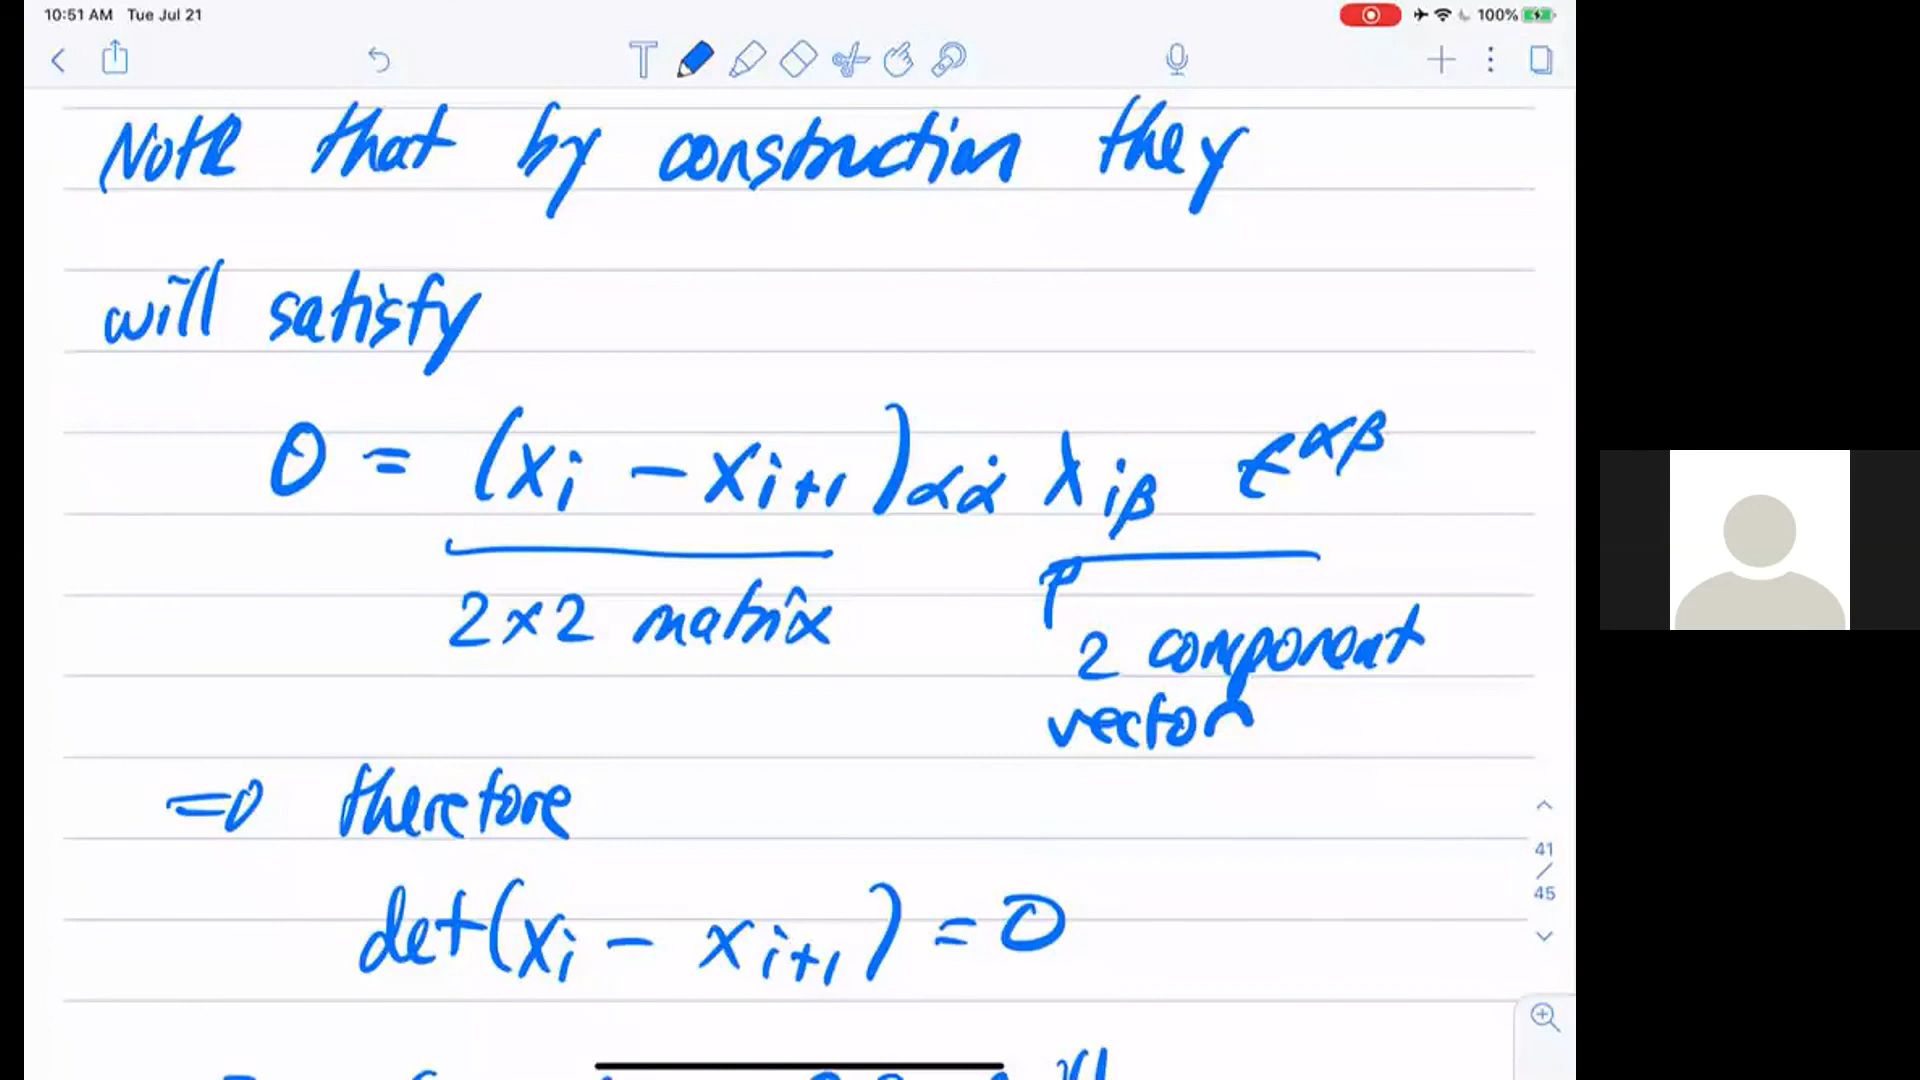 10:51 AM Tue Jul 21
100%
Note that by construction they
will satisfy
0 = (x_i − x_{i+1})_{αα̇} λ_{iβ} ε^{αβ}
2×2 matrix
2 component
vector
⇒ therefore
det(x_i − x_{i+1}) = 0
41
/
45